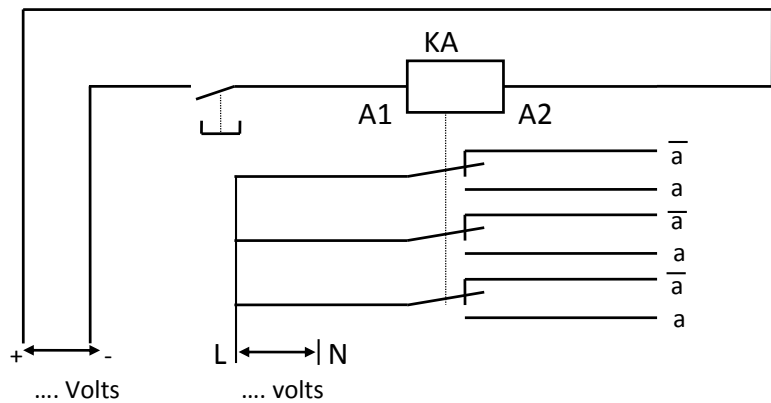 KA
A1 A2
a̅
a
a̅
a
a̅
a
+ - L N
.... Volts .... volts